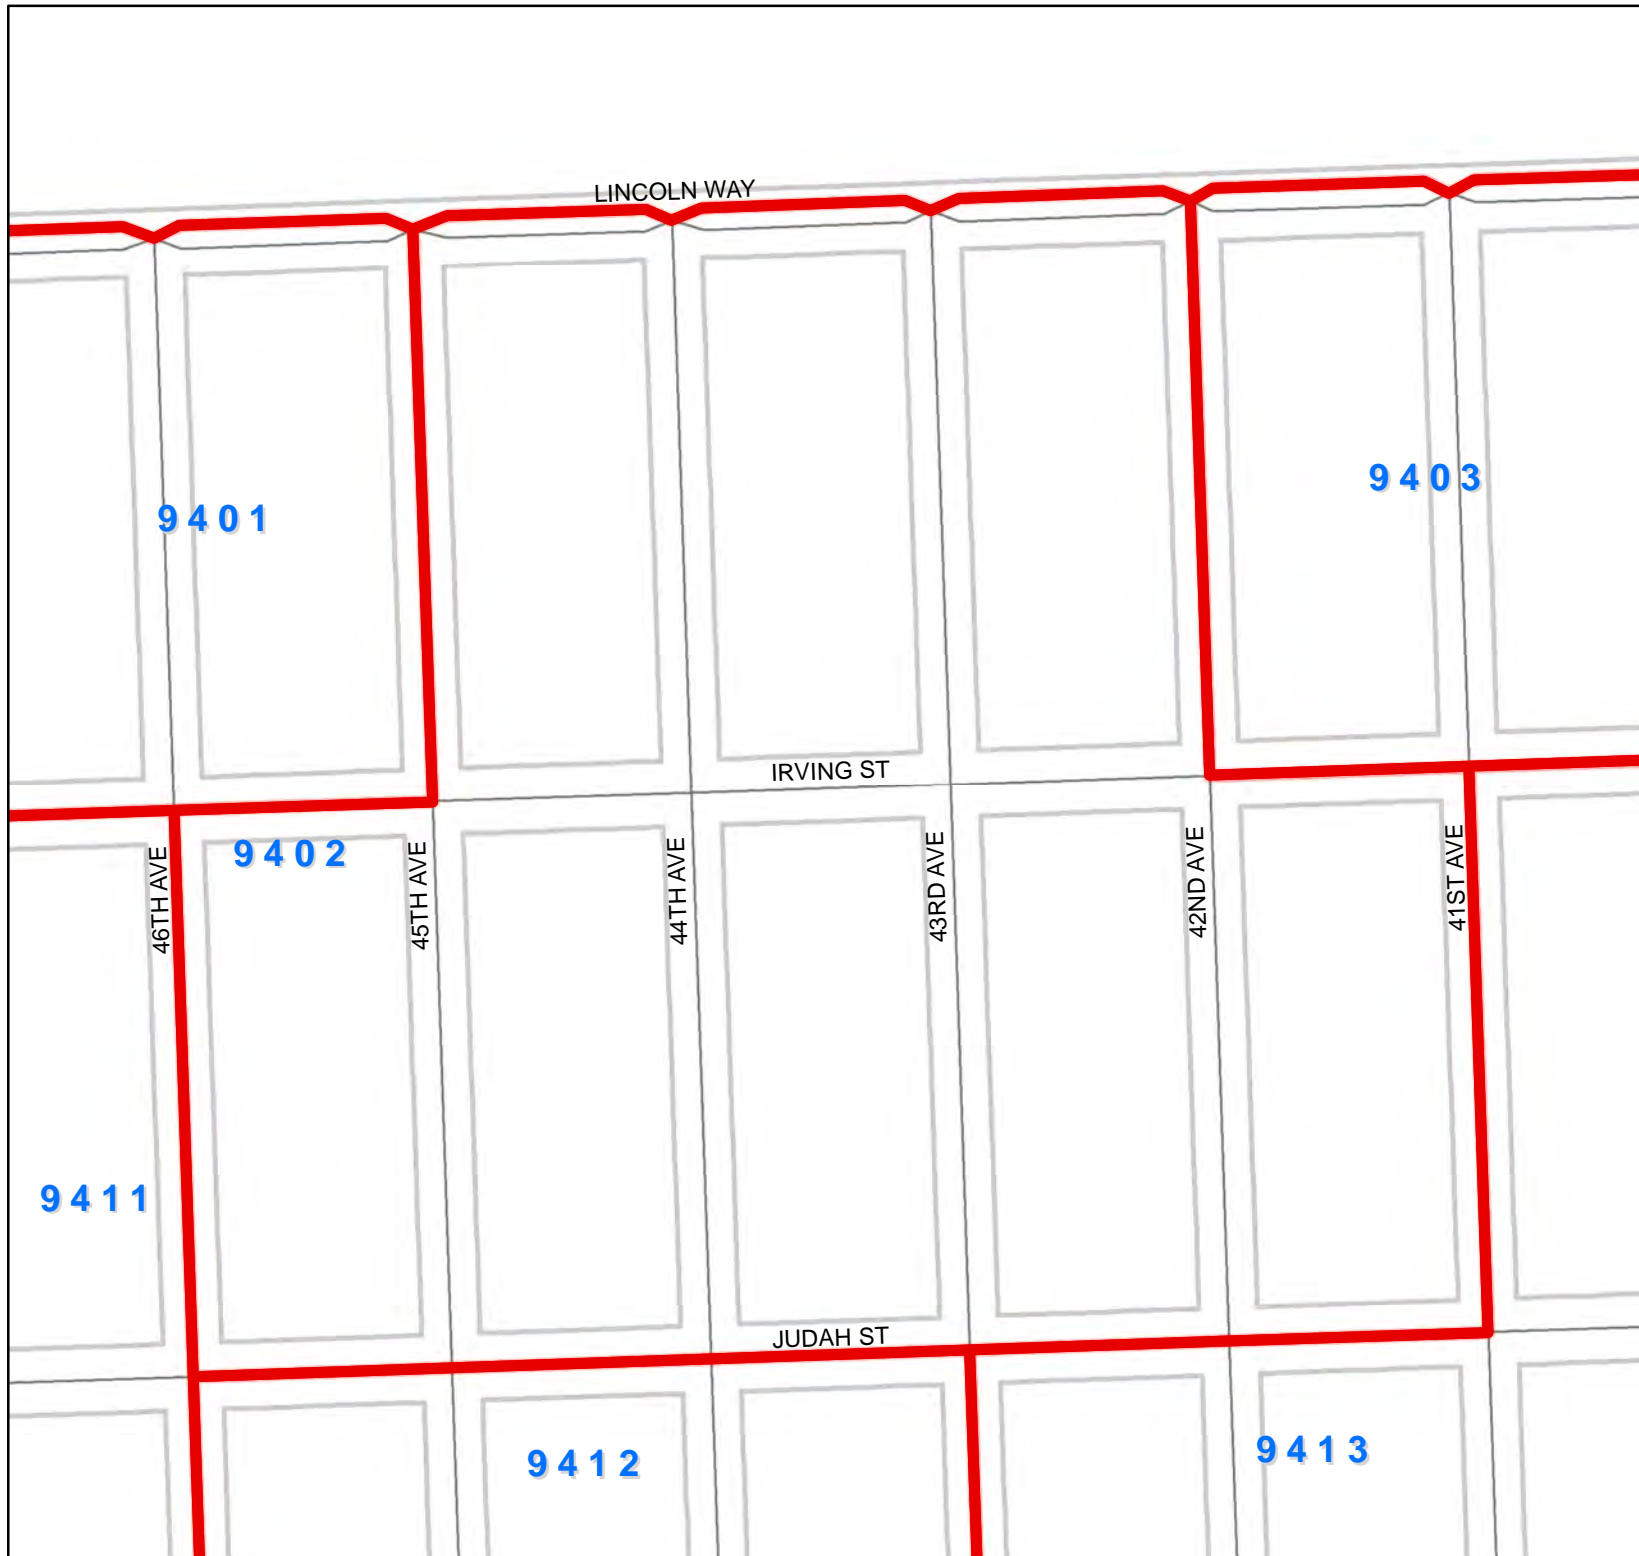 LINCOLN WAY
9403
9401
IRVING ST
9402
46TH AVE
45TH AVE
44TH AVE
43RD AVE
42ND AVE
41ST AVE
9411
JUDAH ST
9412
9413